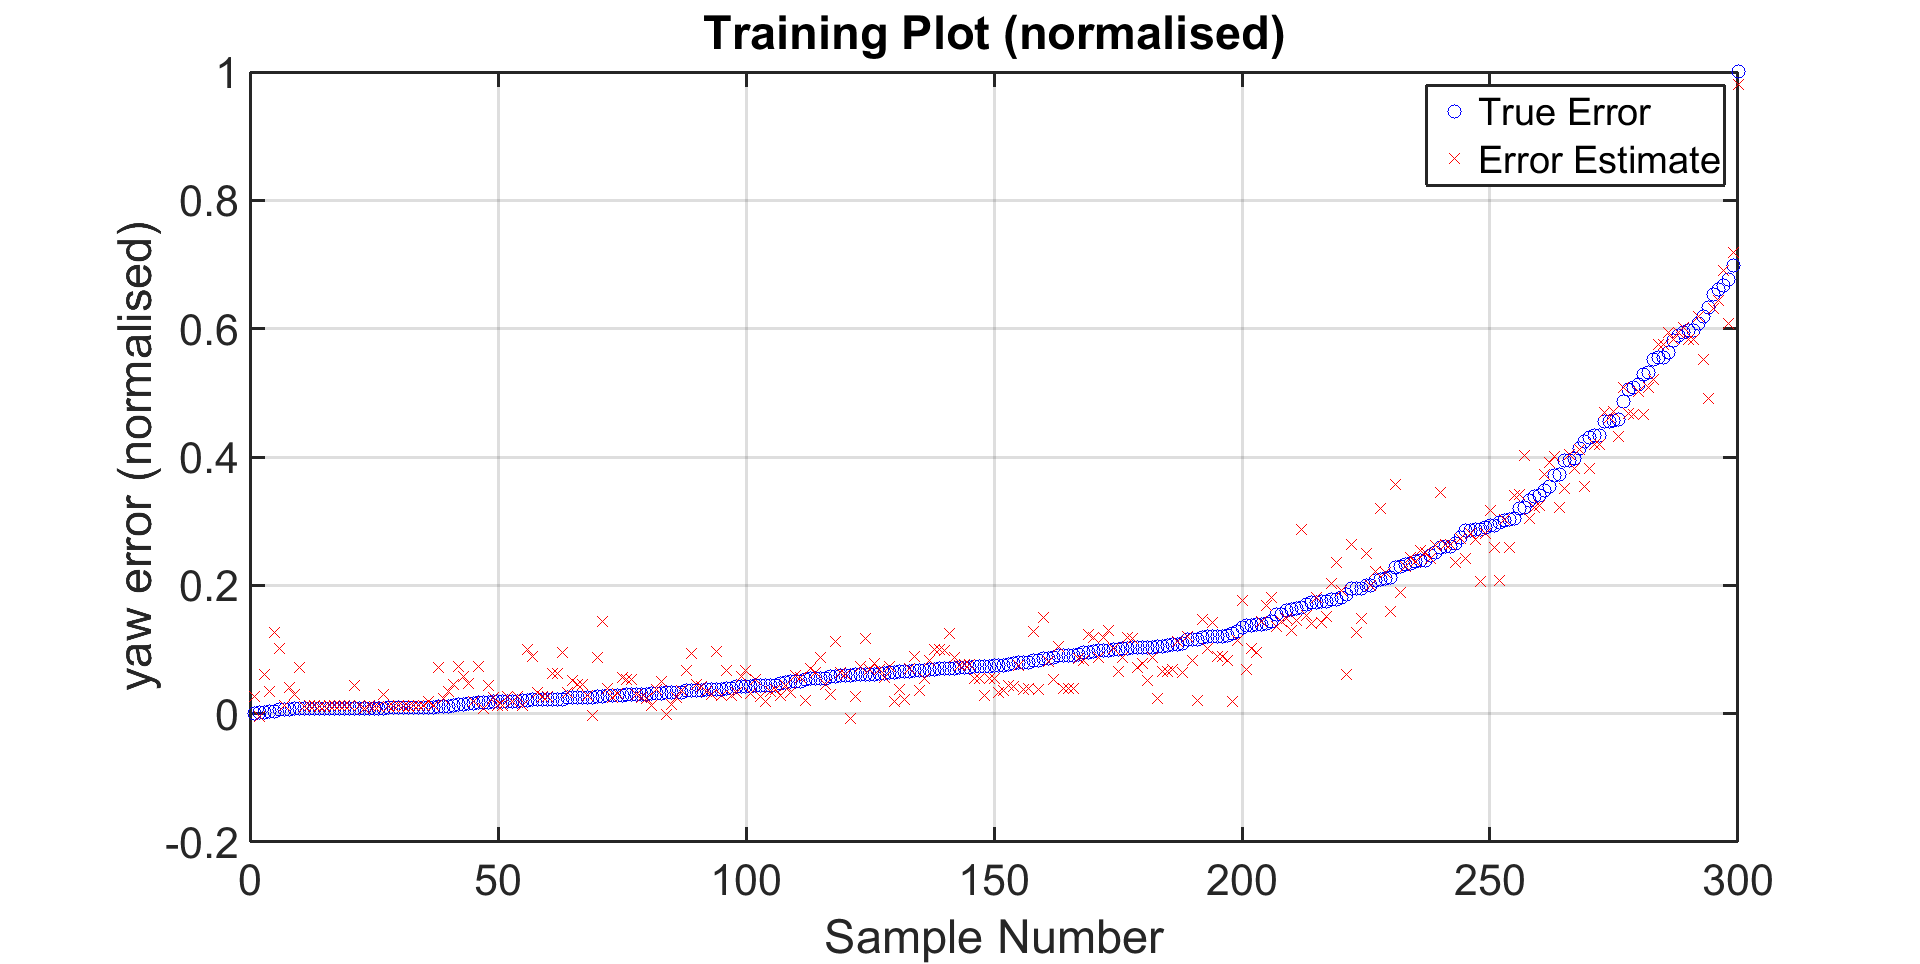 Training Plot (normalised)
1
True Error
Error Estimate
0.8
0.6
0.4
0.2
0
-0.2
yaw error (normalised)
0 50 100 150 200 250 300
Sample Number